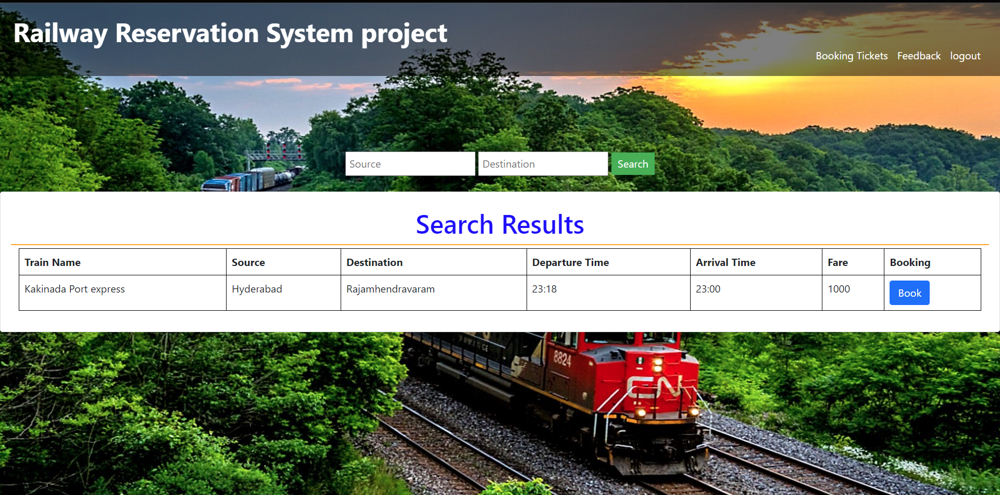 Railway Reservation System project
Booking Tickets Feedback logout
Source Destination Search
Search Results
Train Name Source Destination Departure Time Arrival Time Fare Booking
Kakinada Port express Hyderabad Rajamhendravaram 23:18 23:00 1000 Book
8824
CN